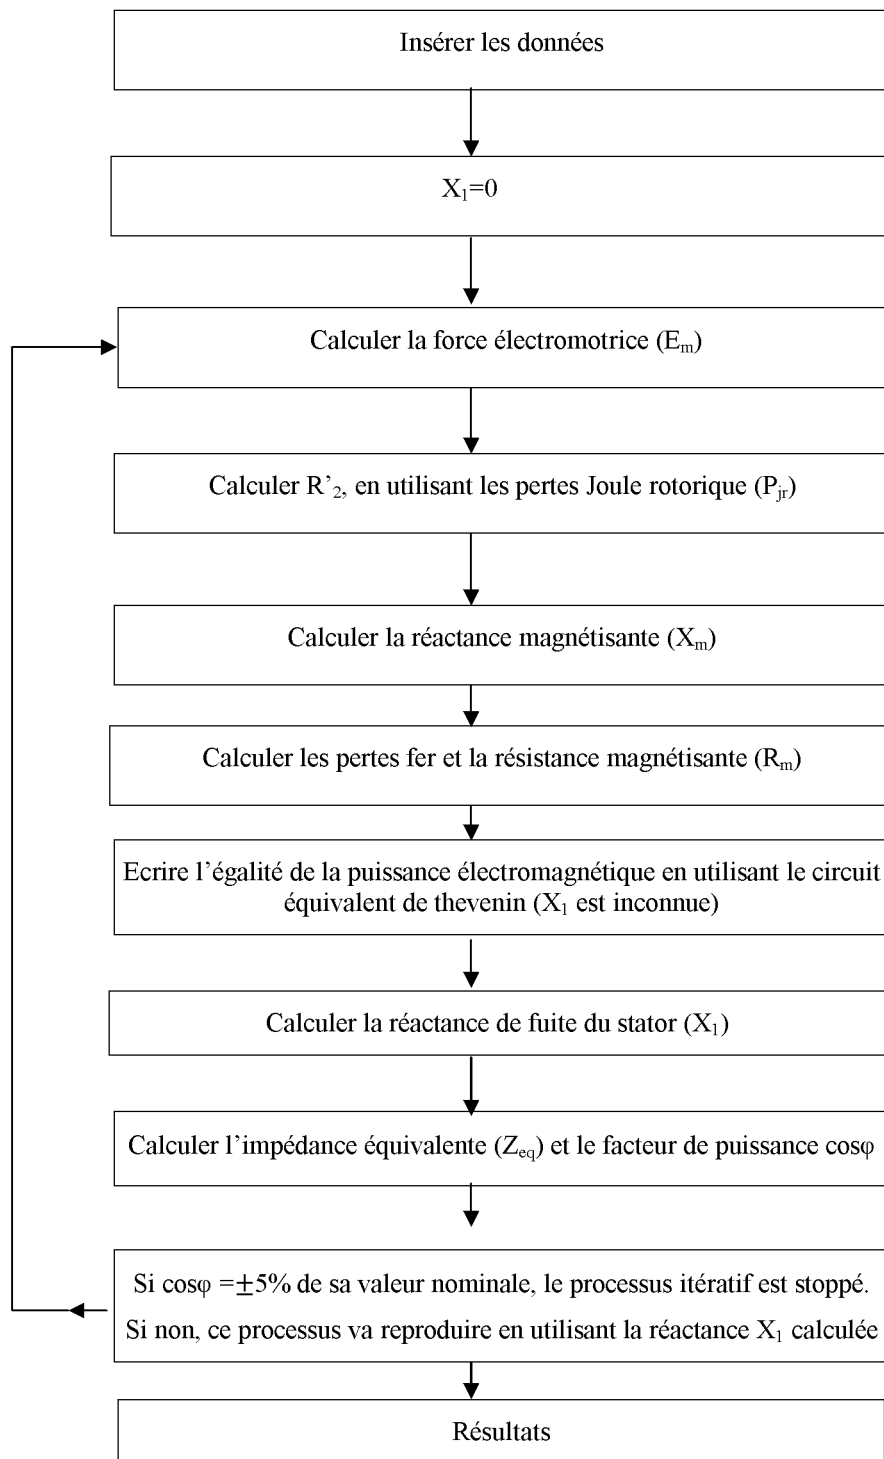 Insérer les données
X₁=0
Calculer la force électromotrice (Eₘ)
Calculer R’₂, en utilisant les pertes Joule rotorique (Pⱼᵣ)
Calculer la réactance magnétisante (Xₘ)
Calculer les pertes fer et la résistance magnétisante (Rₘ)
Ecrire l’égalité de la puissance électromagnétique en utilisant le circuit
équivalent de thevenin (X₁ est inconnue)
Calculer la réactance de fuite du stator (X₁)
Calculer l’impédance équivalente (Z_eq) et le facteur de puissance cosφ
Si cosφ =±5% de sa valeur nominale, le processus itératif est stoppé.
Si non, ce processus va reproduire en utilisant la réactance X₁ calculée
Résultats